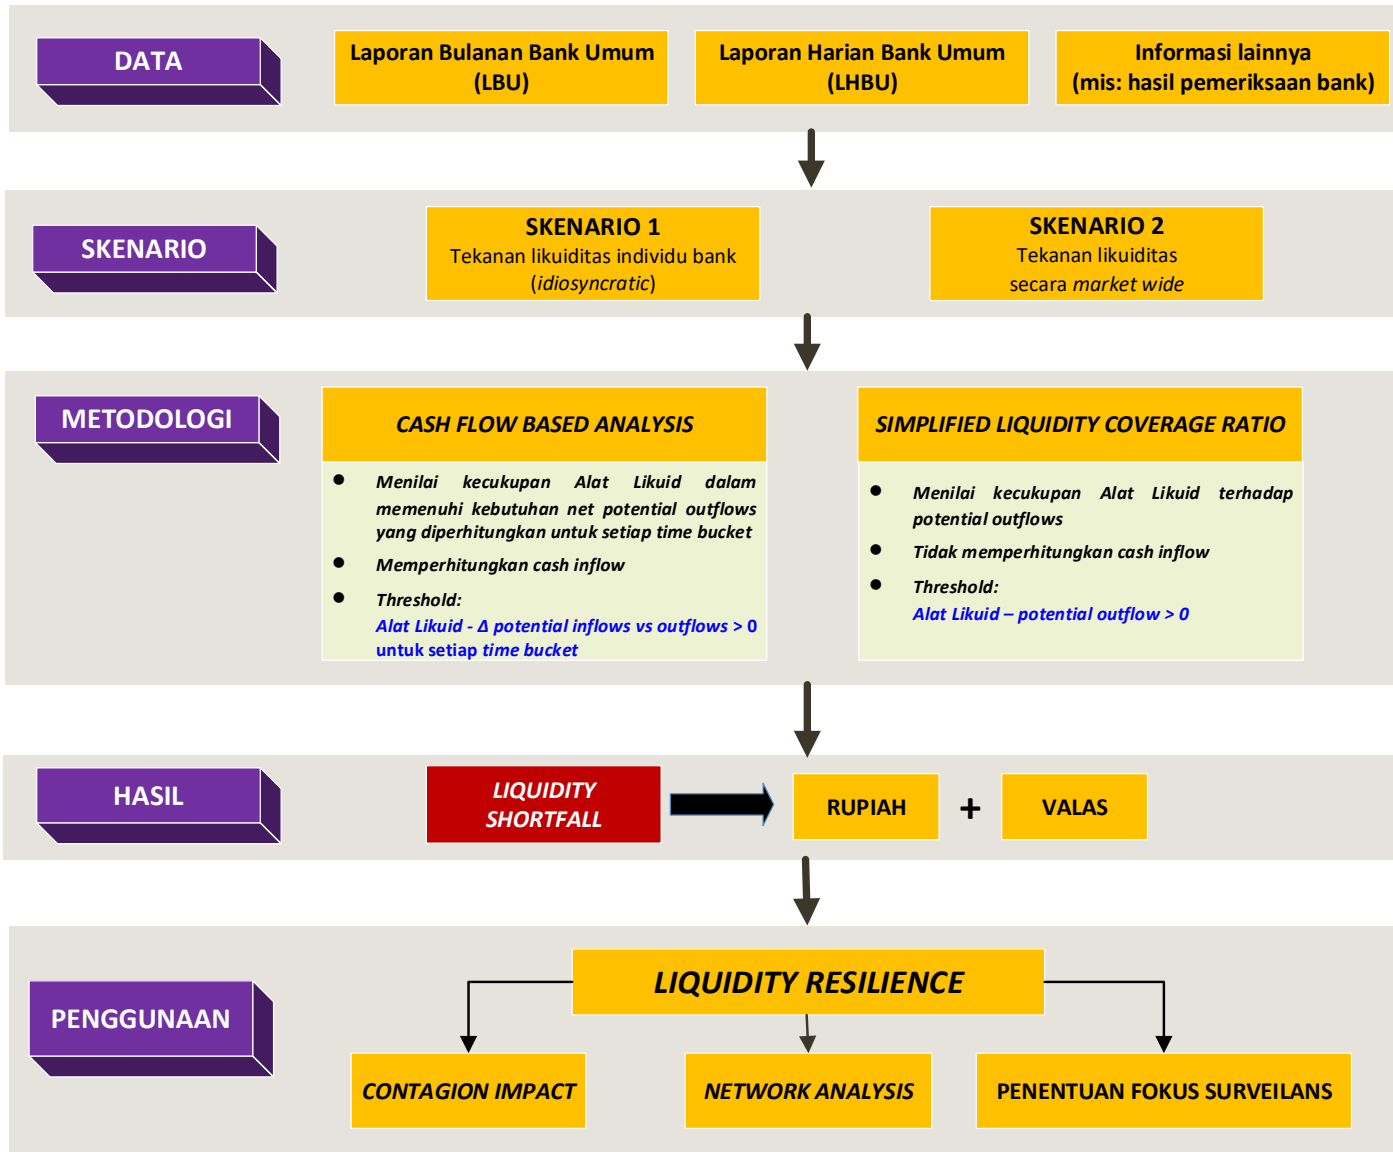 DATA
Laporan Bulanan Bank Umum
(LBU)
Laporan Harian Bank Umum
(LHBU)
Informasi lainnya
(mis: hasil pemeriksaan bank)
SKENARIO
SKENARIO 1
Tekanan likuiditas individu bank
(idiosyncratic)
SKENARIO 2
Tekanan likuiditas
secara market wide
METODOLOGI
CASH FLOW BASED ANALYSIS
● Menilai kecukupan Alat Likuid dalam
memenuhi kebutuhan net potential outflows
yang diperhitungkan untuk setiap time bucket
● Memperhitungkan cash inflow
● Threshold:
Alat Likuid - Δ potential inflows vs outflows > 0
untuk setiap time bucket
SIMPLIFIED LIQUIDITY COVERAGE RATIO
● Menilai kecukupan Alat Likuid terhadap
potential outflows
● Tidak memperhitungkan cash inflow
● Threshold:
Alat Likuid – potential outflow > 0
HASIL
LIQUIDITY
SHORTFALL
RUPIAH
+
VALAS
PENGGUNAAN
LIQUIDITY RESILIENCE
CONTAGION IMPACT
NETWORK ANALYSIS
PENENTUAN FOKUS SURVEILANS